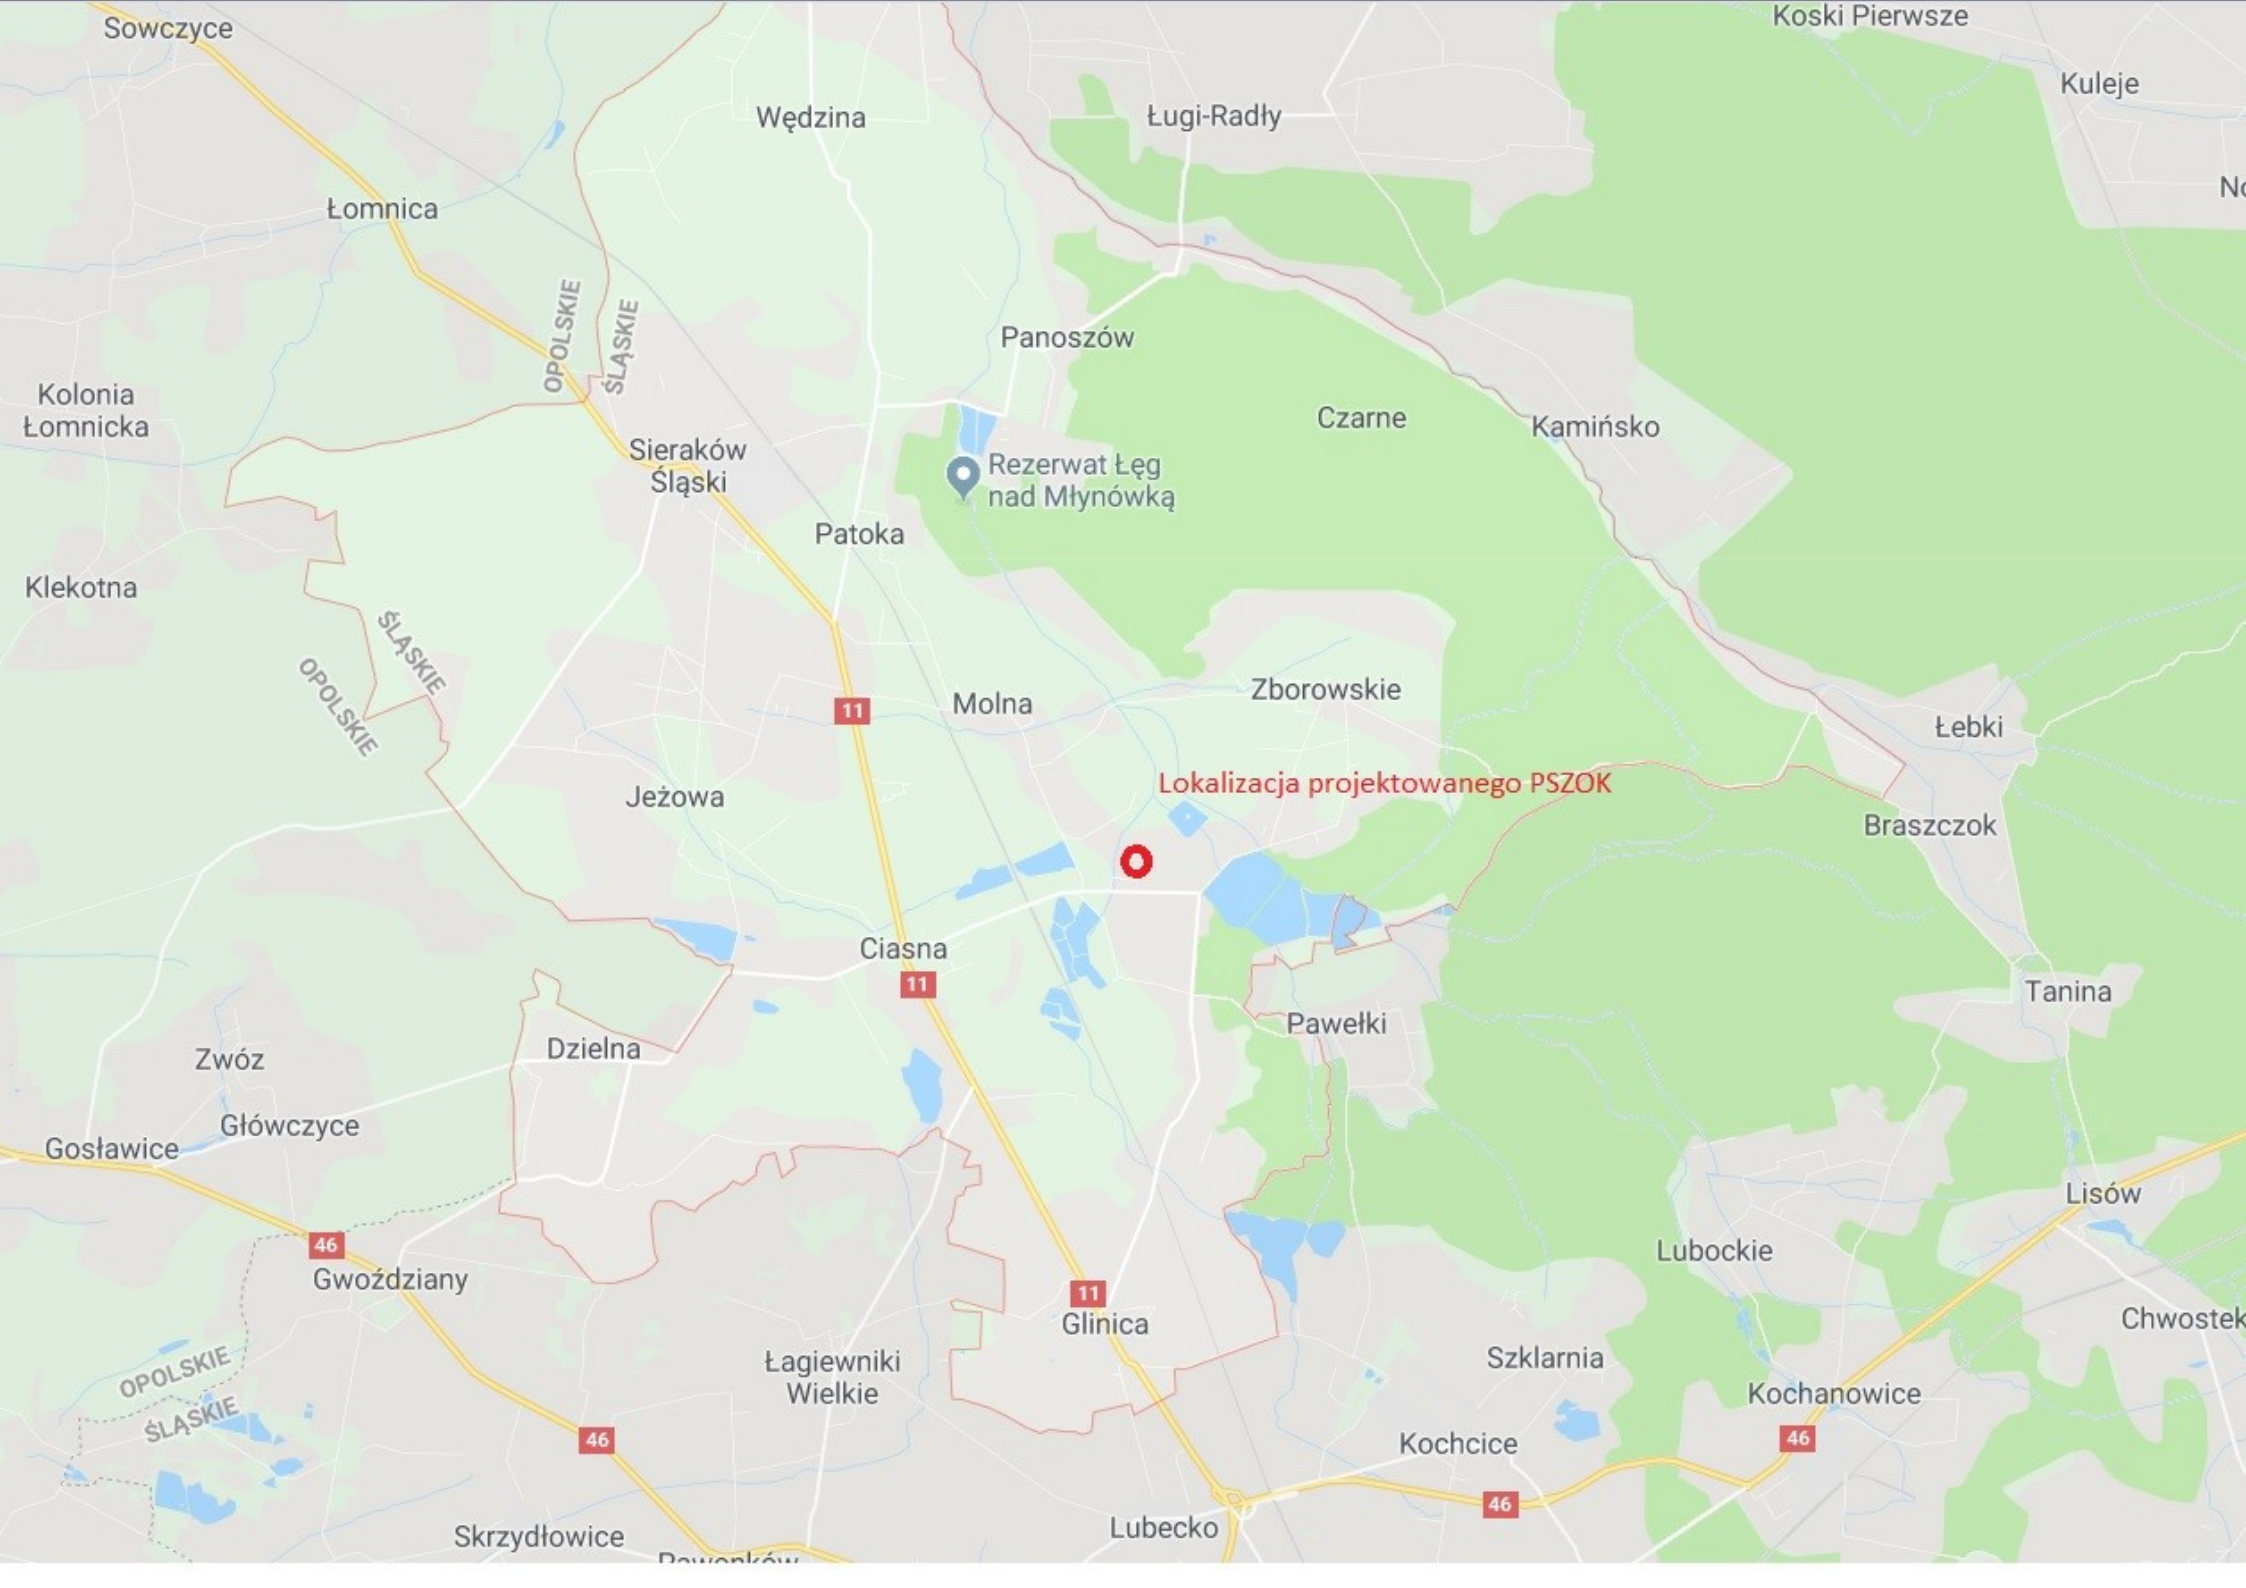 Sowczyce
Koski Pierwsze
Kuleje
Wędzina
Ługi-Radły
Łomnica
OPOLSKIE
ŚLĄSKIE
Panoszów
Kolonia
Łomnicka
Czarne
Kamińsko
Sieraków
Śląski
Rezerwat Łęg
nad Młynówką
Patoka
Klekotna
ŚLĄSKIE
OPOLSKIE
Zborowskie
Molna
11
Łebki
Lokalizacja projektowanego PSZOK
Jeżowa
Braszczok
Ciasna
11
Tanina
Pawełki
Dzielna
Zwóz
Główczyce
Gosławice
Lisów
46
Lubockie
Gwoździany
11
Glinica
Chwostek
OPOLSKIE
ŚLĄSKIE
Łagiewniki
Wielkie
Szklarnia
Kochanowice
46
46
Kochcice
46
Lubecko
Skrzydłowice